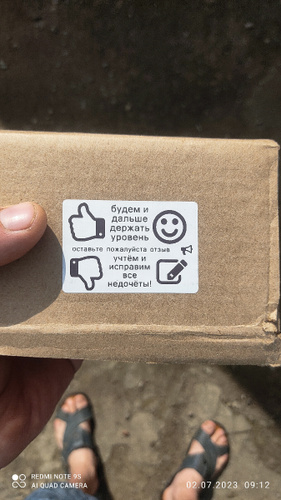 будем и
дальше
держать
уровень
оставьте пожалуйста отзыв
учтём и
исправим
все
недочёты!
REDMI NOTE 9S
AI QUAD CAMERA
02.07.2023 09:12